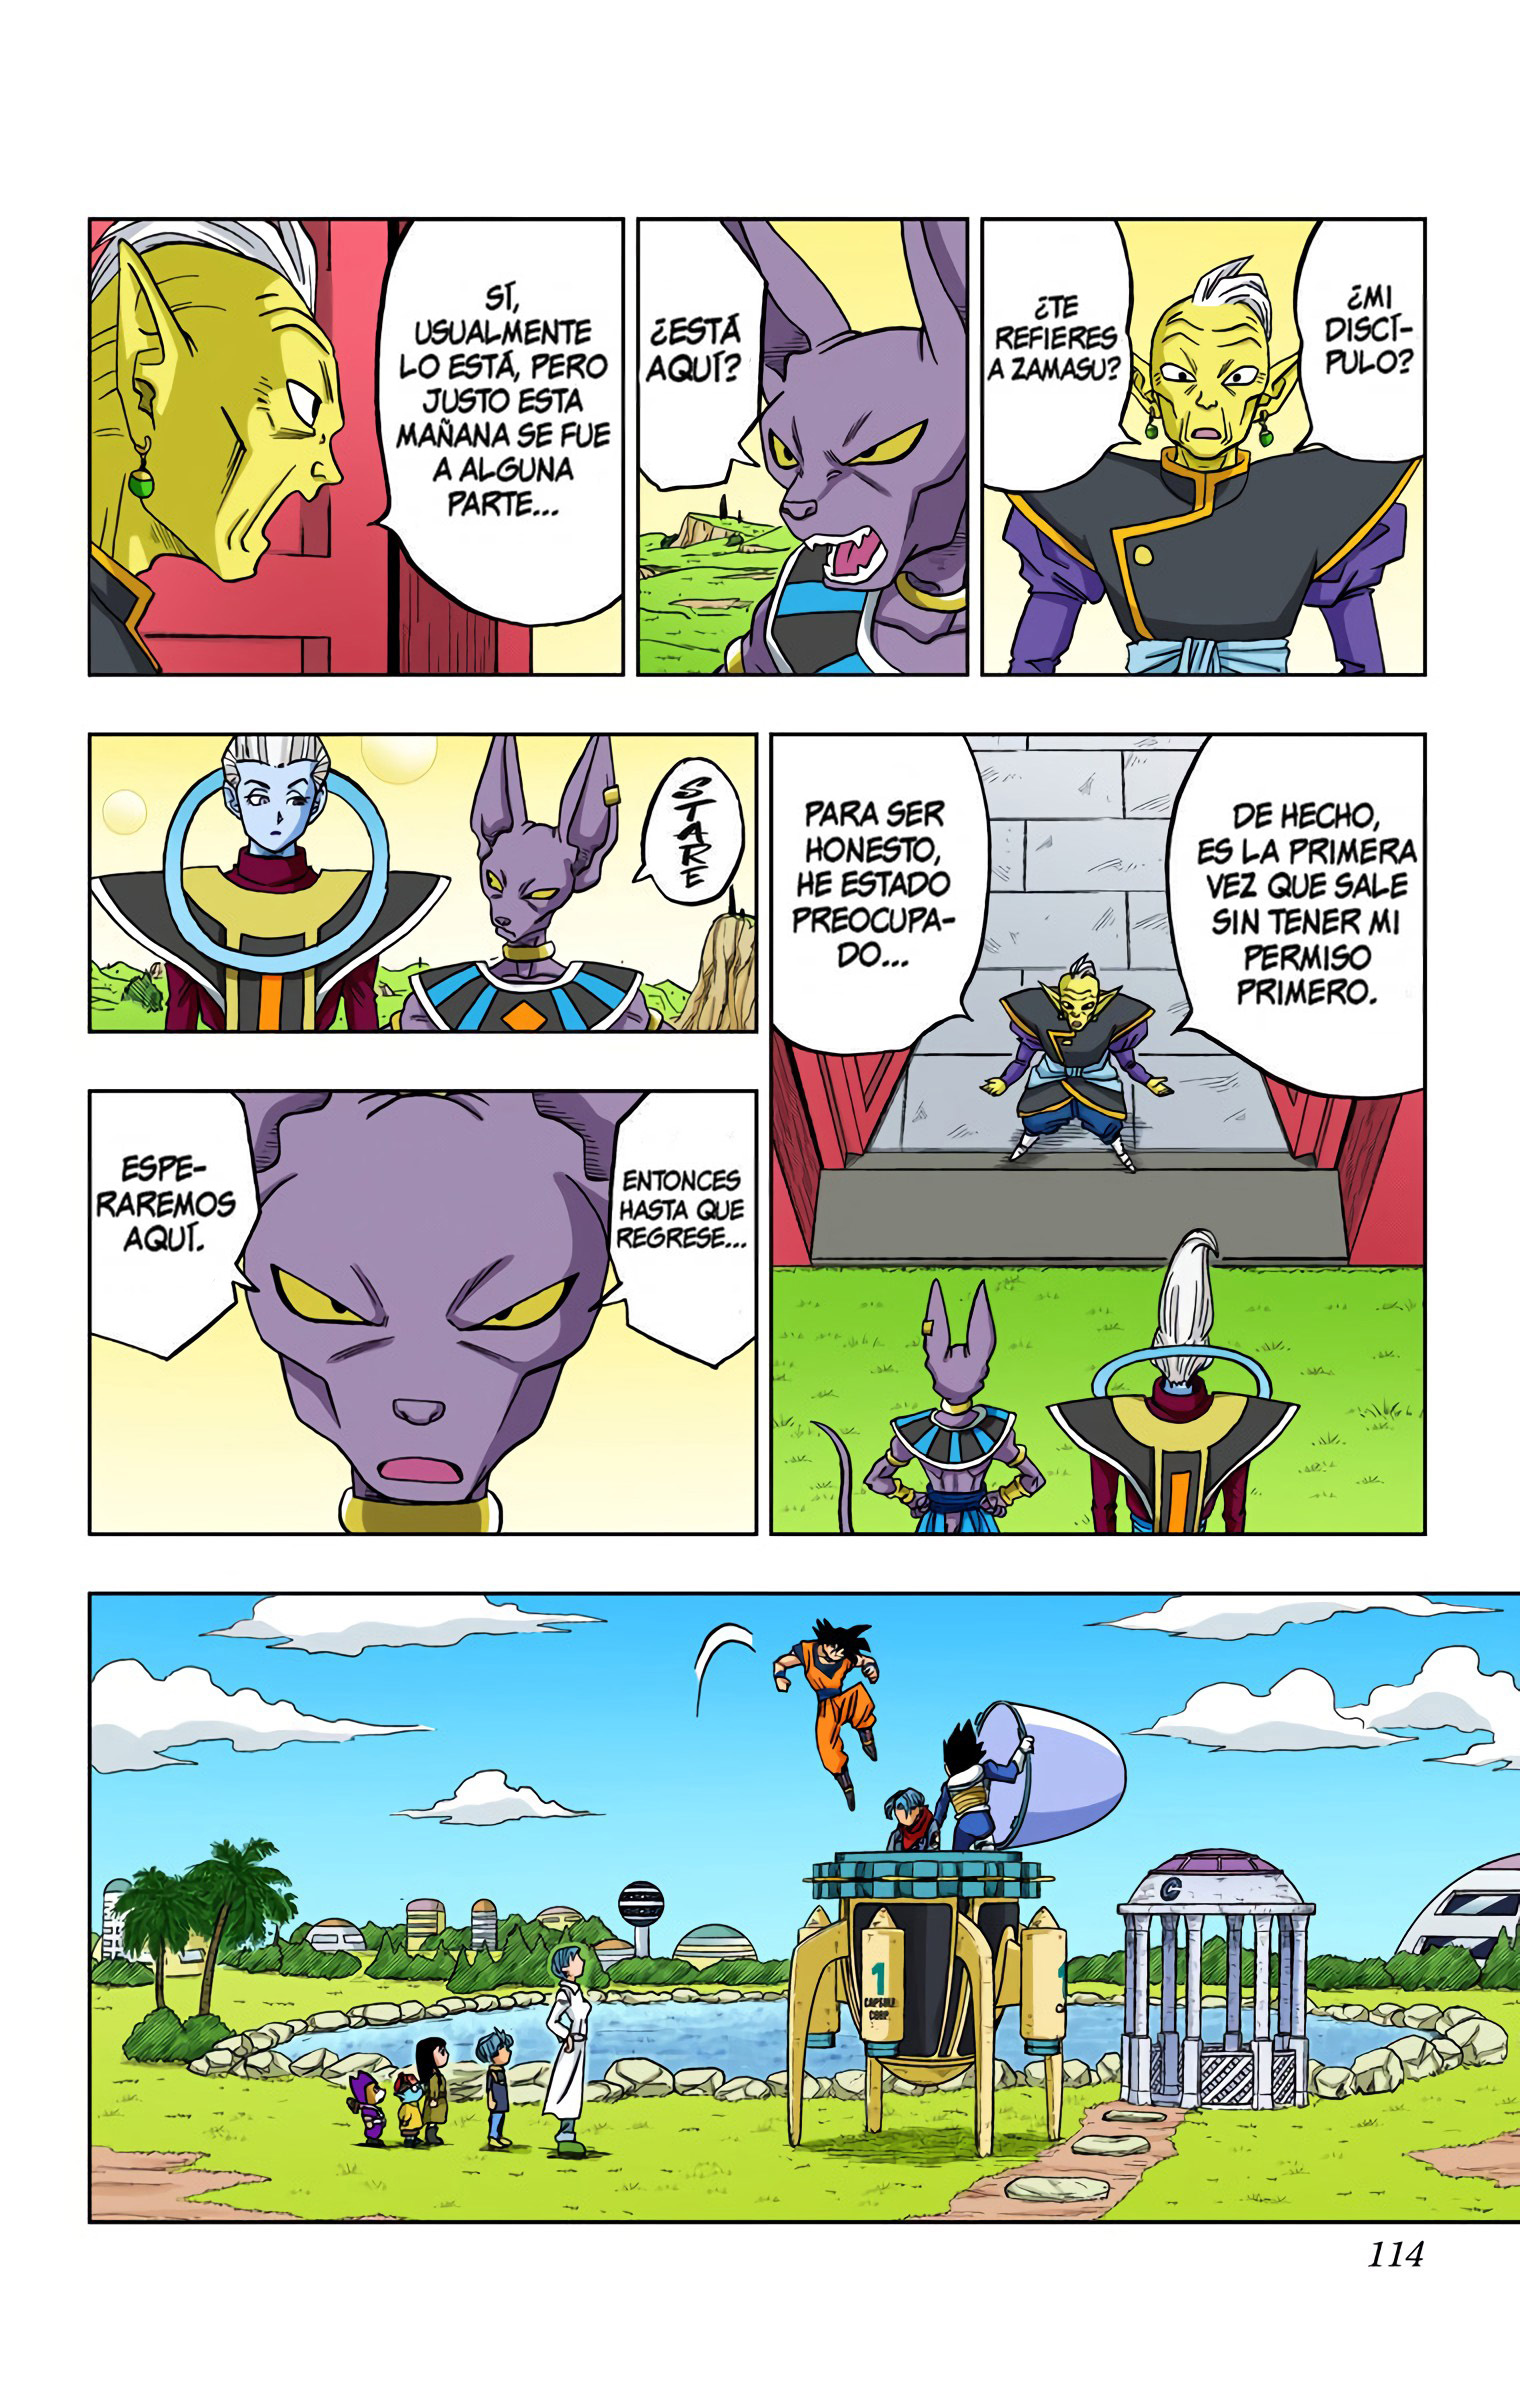 ¿MI
DISCÍ-
PULO?
¿TE
REFIERES
A ZAMASU?
¿ESTÁ
AQUÍ?
SÍ,
USUALMENTE
LO ESTÁ, PERO
JUSTO ESTA
MAÑANA SE FUE
A ALGUNA
PARTE...
DE HECHO,
ES LA PRIMERA
VEZ QUE SALE
SIN TENER MI
PERMISO
PRIMERO.
PARA SER
HONESTO,
HE ESTADO
PREOCUPA-
DO...
STARE
ENTONCES
HASTA QUE
REGRESE...
ESPE-
RAREMOS
AQUÍ.
1
CAPSULE
CORP.
1
C
114